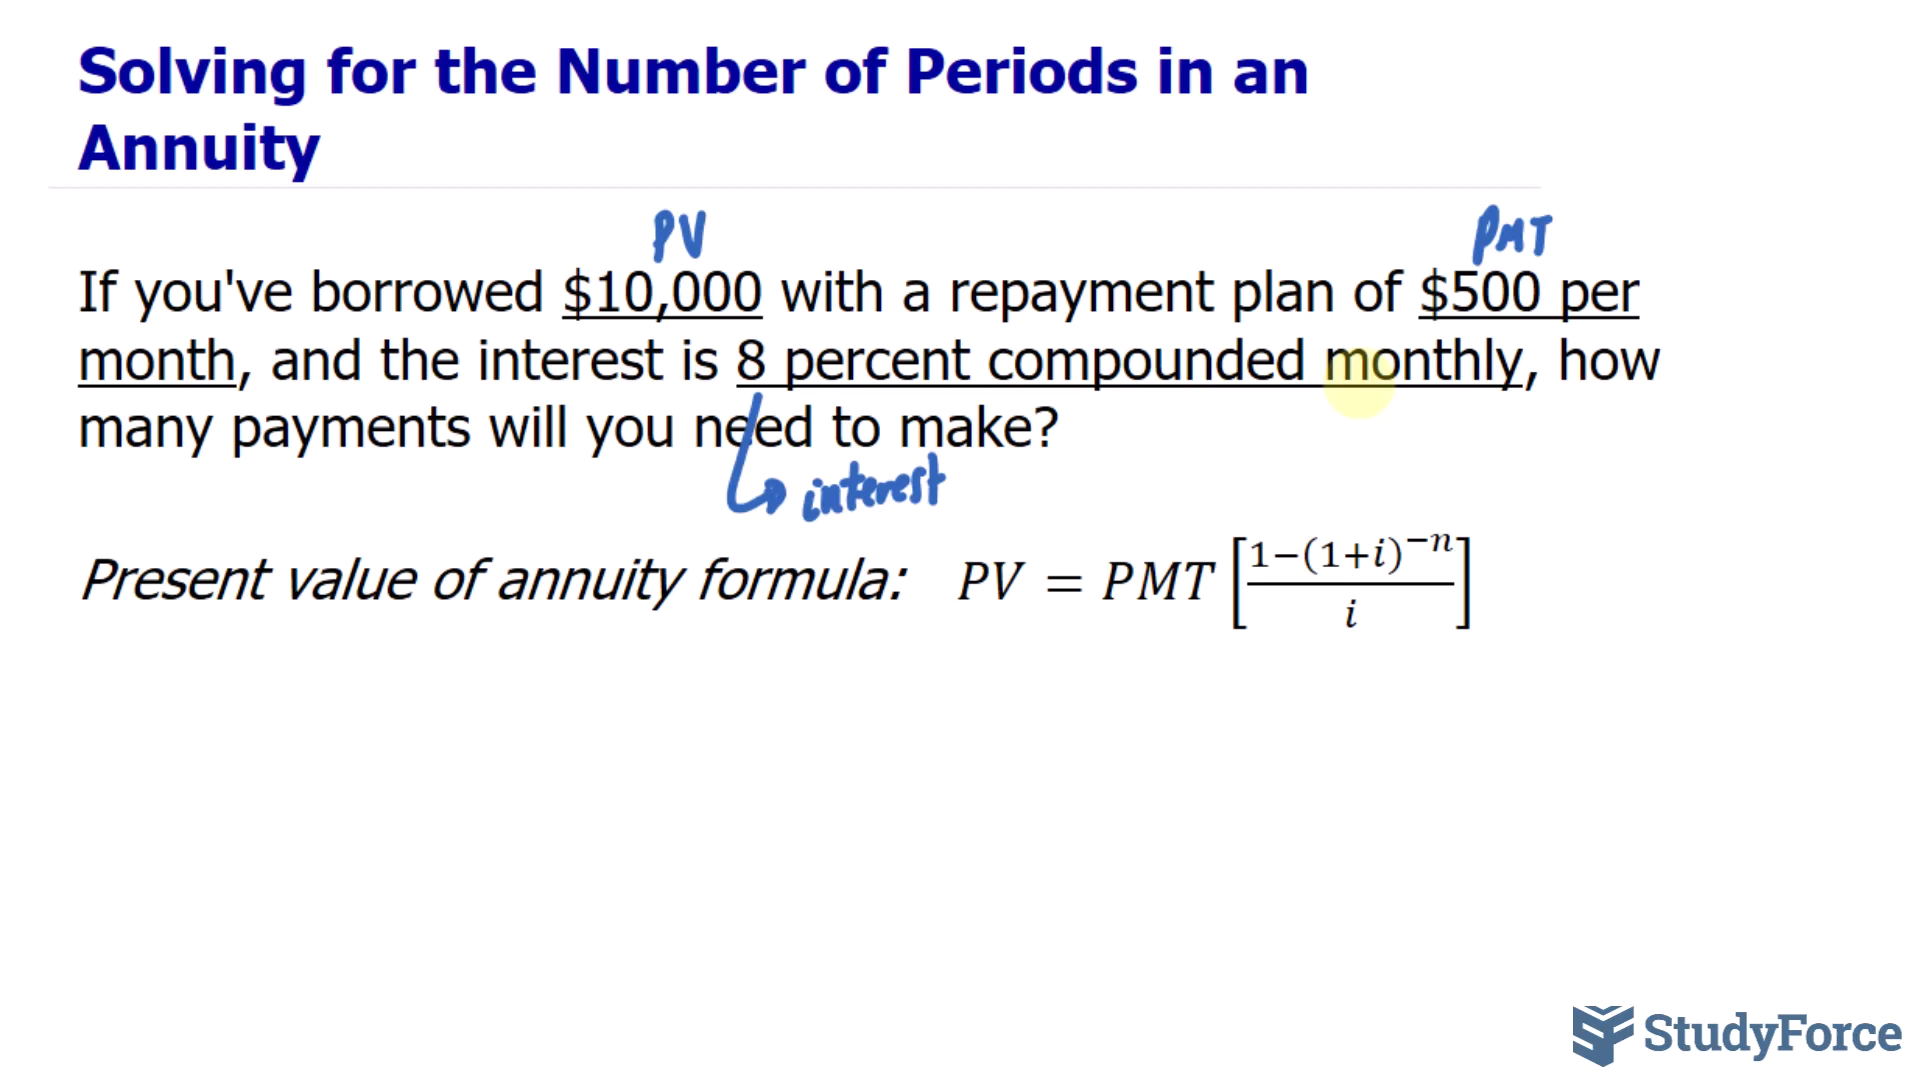 Solving for the Number of Periods in an
Annuity
PV PMT
If you've borrowed $10,000 with a repayment plan of $500 per
month, and the interest is 8 percent compounded monthly, how
many payments will you need to make?
interest
Present value of annuity formula: PV = PMT [1−(1+i)⁻ⁿ / i]
StudyForce